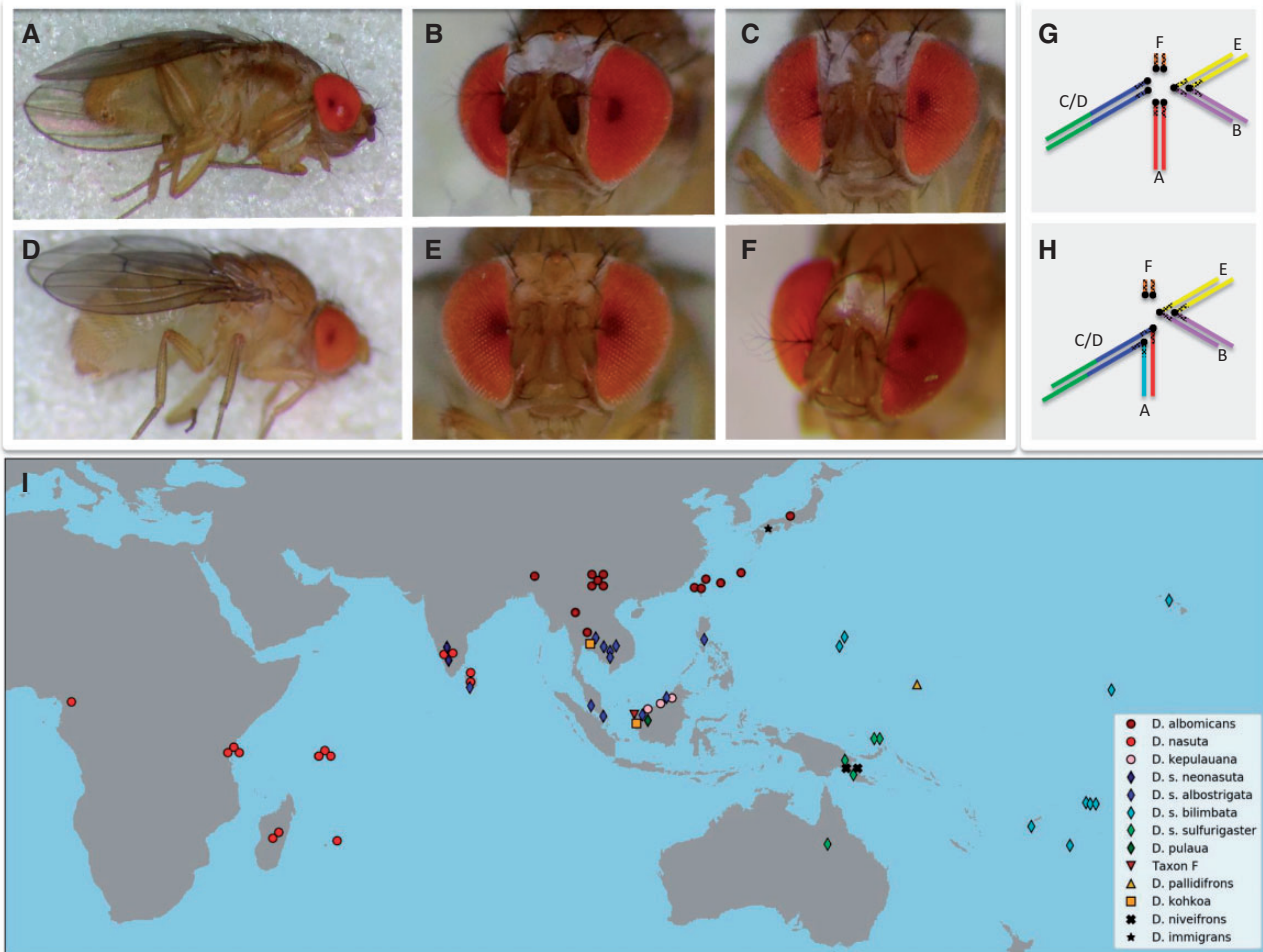 A
B
C
D
E
F
G
F
E
C/D
B
A
H
F
E
C/D
B
A
I
D. albomicans
D. nasuta
D. kepulauana
D. s. neonasuta
D. s. albostrigata
D. s. bilimbata
D. s. sulfurigaster
D. pulaua
Taxon F
D. pallidifrons
D. kohkoa
D. niveifrons
D. immigrans